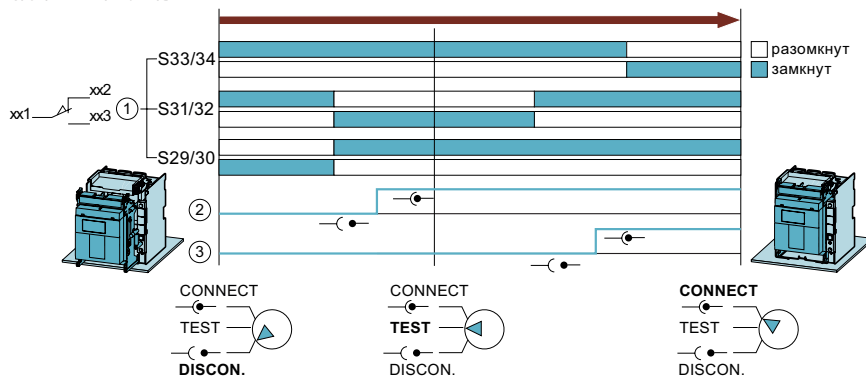 S33/34
разомкнут
замкнут
xx2
xx1
xx3
1
S31/32
S29/30
2
3
CONNECT
TEST
DISCON.
CONNECT
TEST
DISCON.
CONNECT
TEST
DISCON.